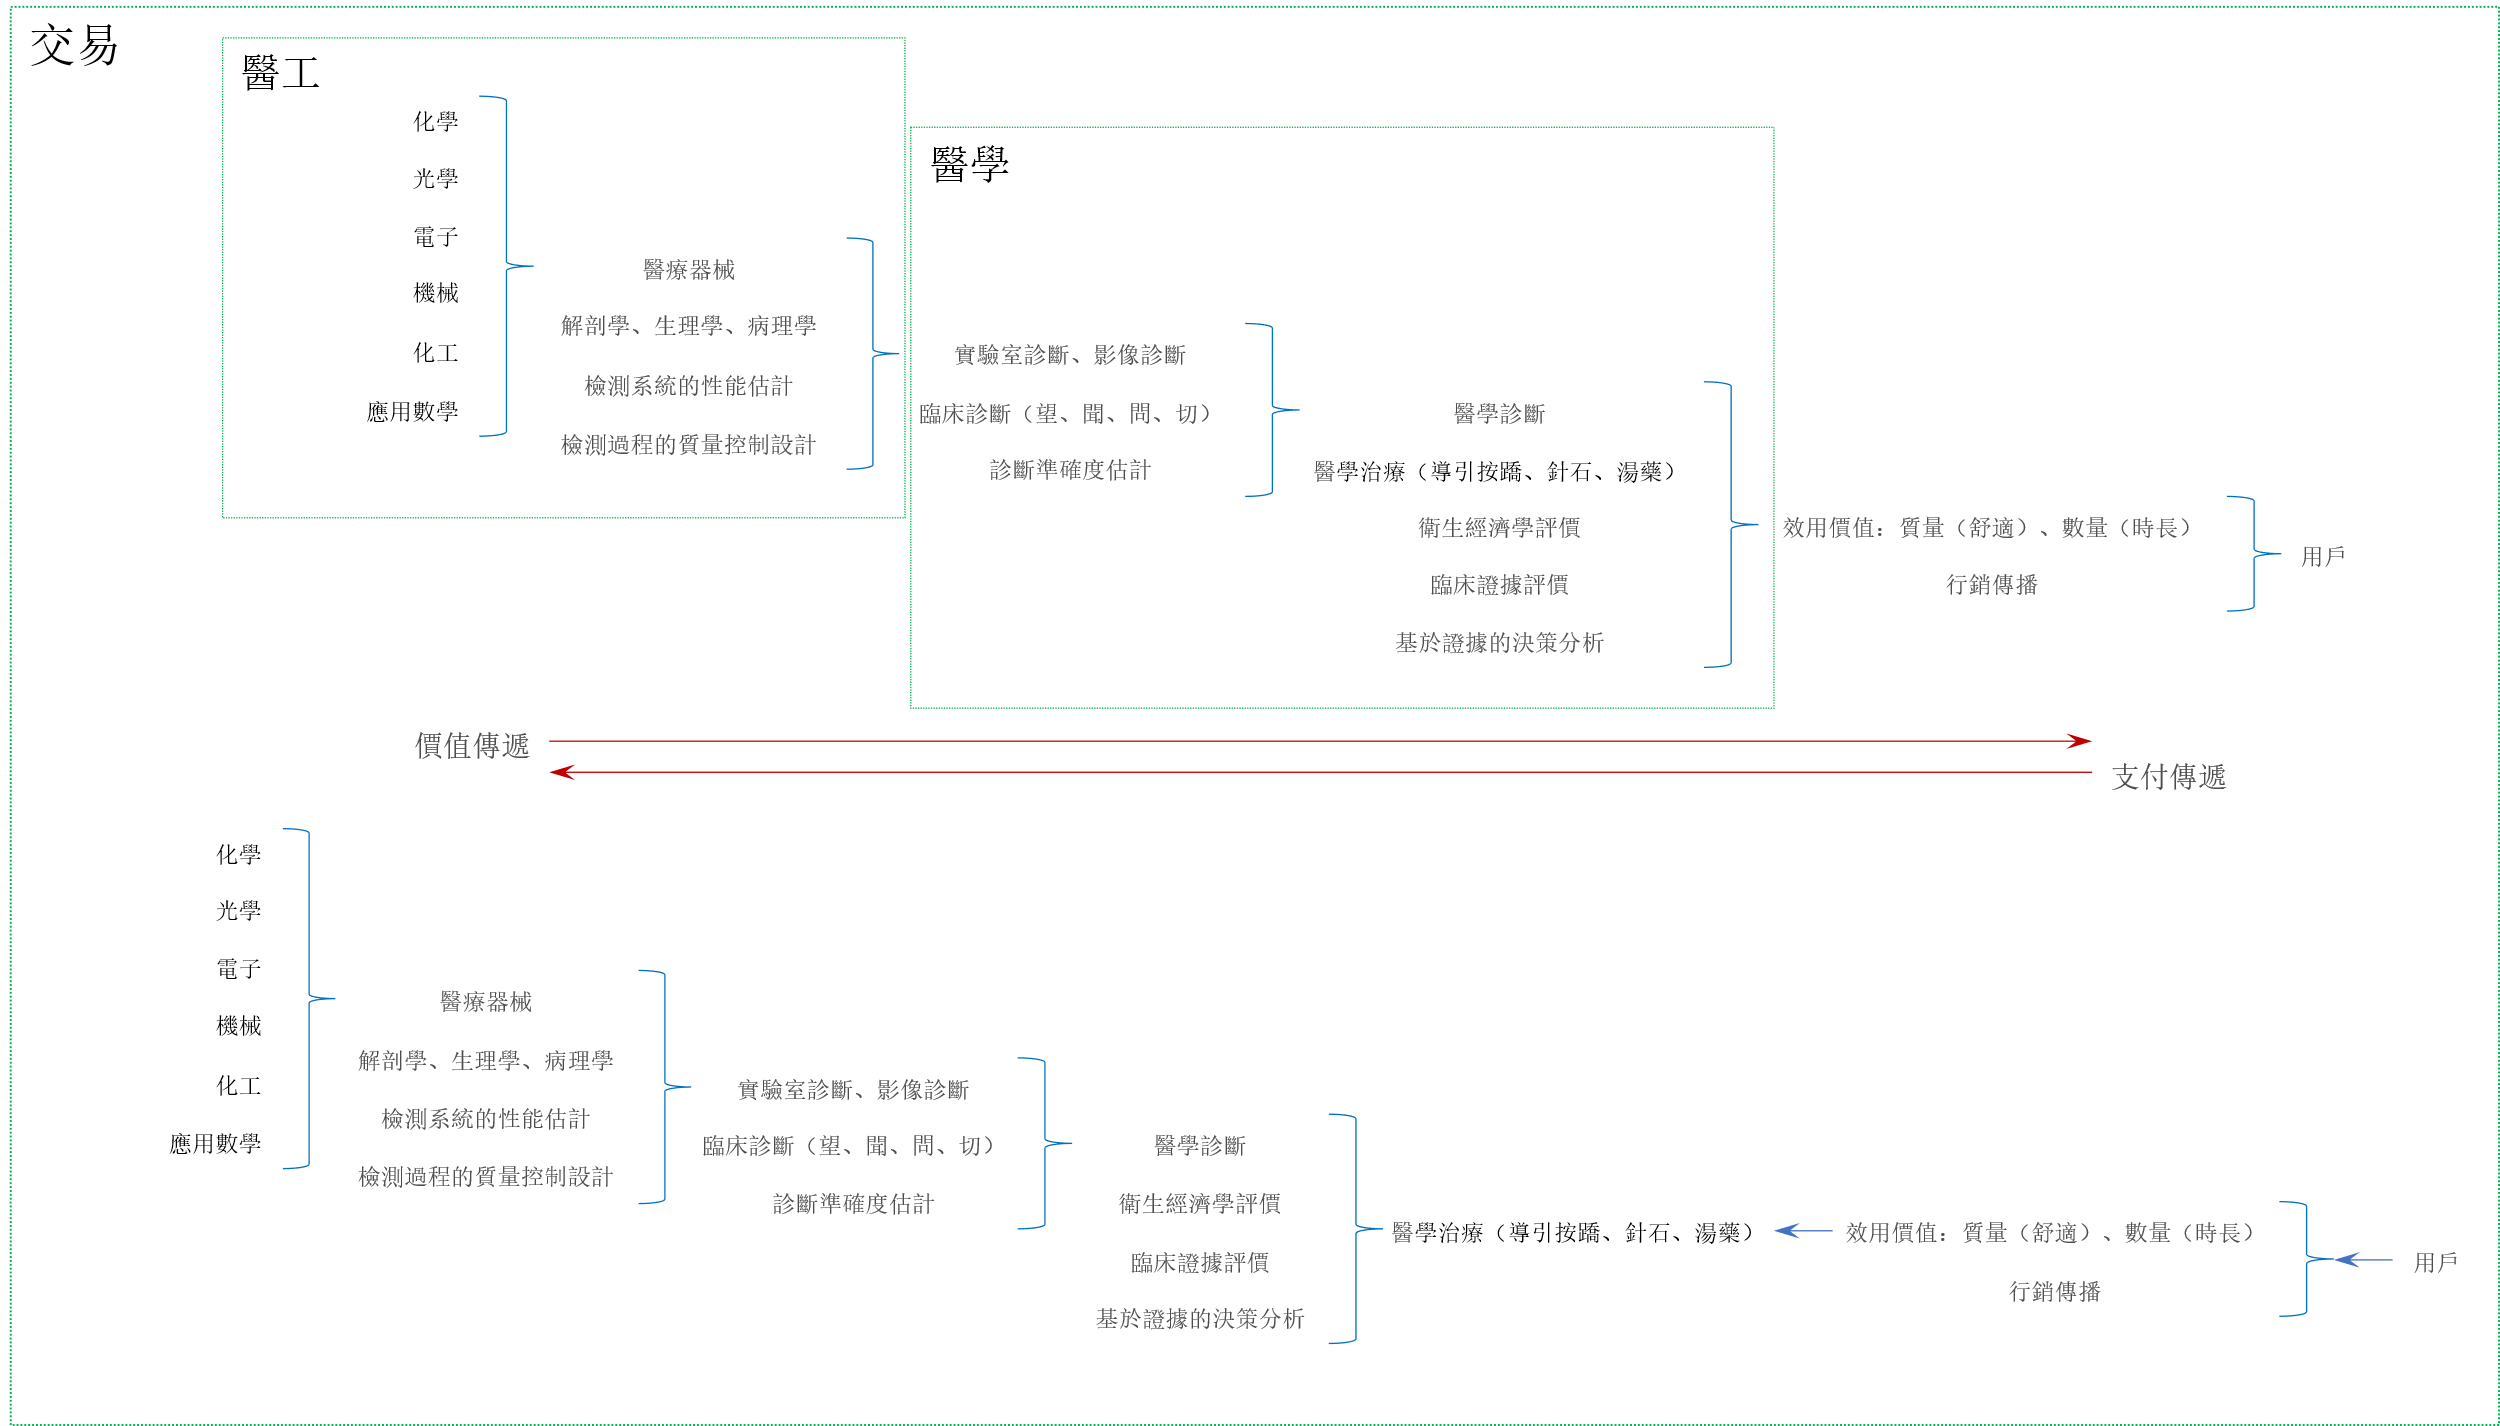 交易
醫工
化學
光學
電子
機械
化工
應用數學
醫療器械
解剖學、生理學、病理學
檢測系統的性能估計
檢測過程的質量控制設計
醫學
實驗室診斷、影像診斷
臨床診斷（望、聞、問、切）
診斷準確度估計
醫學診斷
醫學治療（導引按蹻、針石、湯藥）
衛生經濟學評價
臨床證據評價
基於證據的決策分析
效用價值：質量（舒適）、數量（時長）
行銷傳播
用戶
價值傳遞
支付傳遞
化學
光學
電子
機械
化工
應用數學
醫療器械
解剖學、生理學、病理學
檢測系統的性能估計
檢測過程的質量控制設計
實驗室診斷、影像診斷
臨床診斷（望、聞、問、切）
診斷準確度估計
醫學診斷
衛生經濟學評價
臨床證據評價
基於證據的決策分析
醫學治療（導引按蹻、針石、湯藥）
效用價值：質量（舒適）、數量（時長）
行銷傳播
用戶